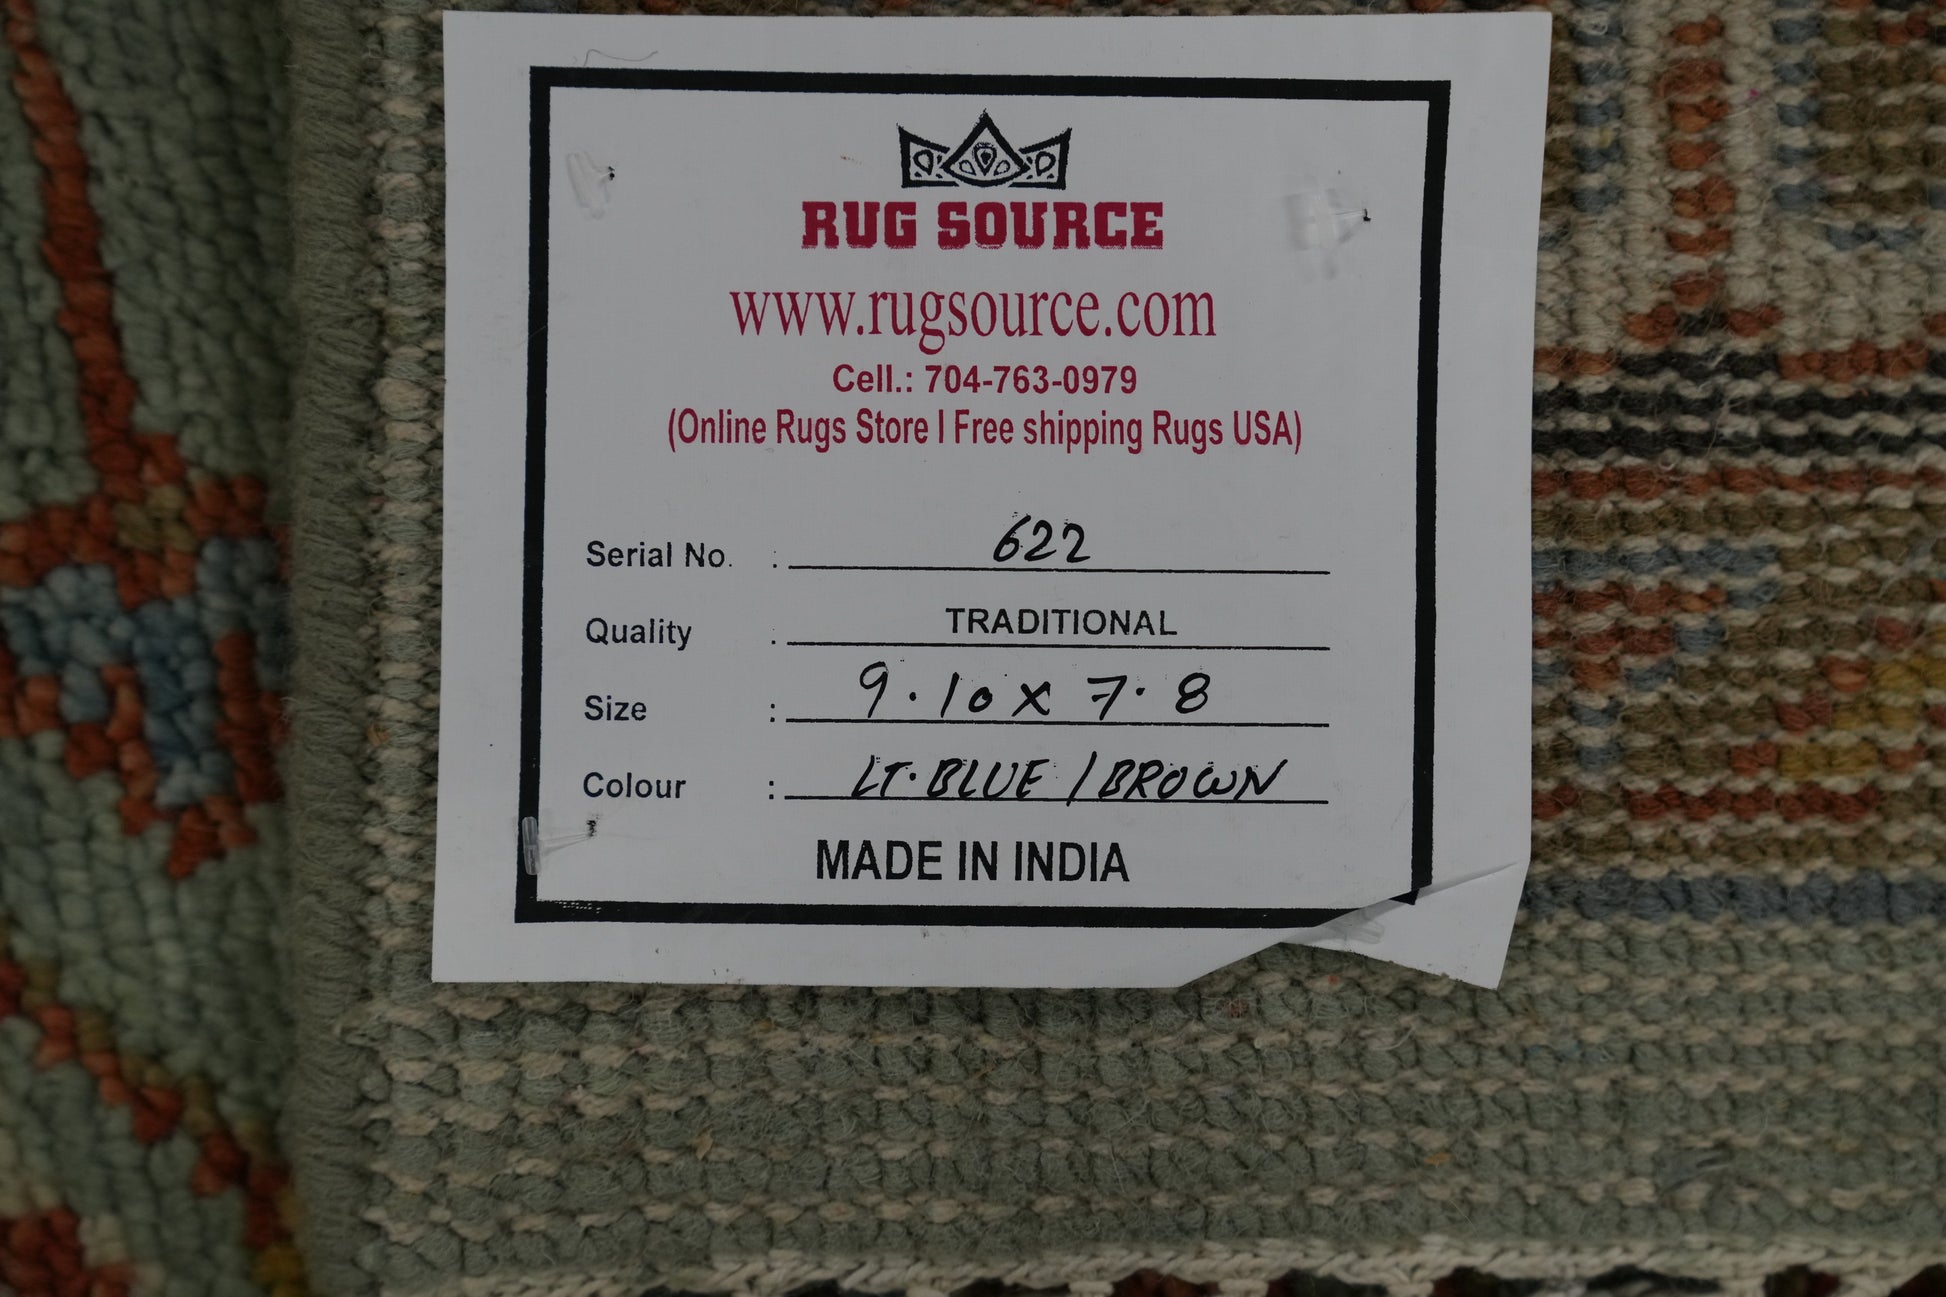 RUG SOURCE
www.rugsource.com
Cell.: 704-763-0979
(Online Rugs Store I Free shipping Rugs USA)
Serial No. : 622
Quality : TRADITIONAL
Size : 9.10 x 7.8
Colour : LT. BLUE / BROWN
MADE IN INDIA